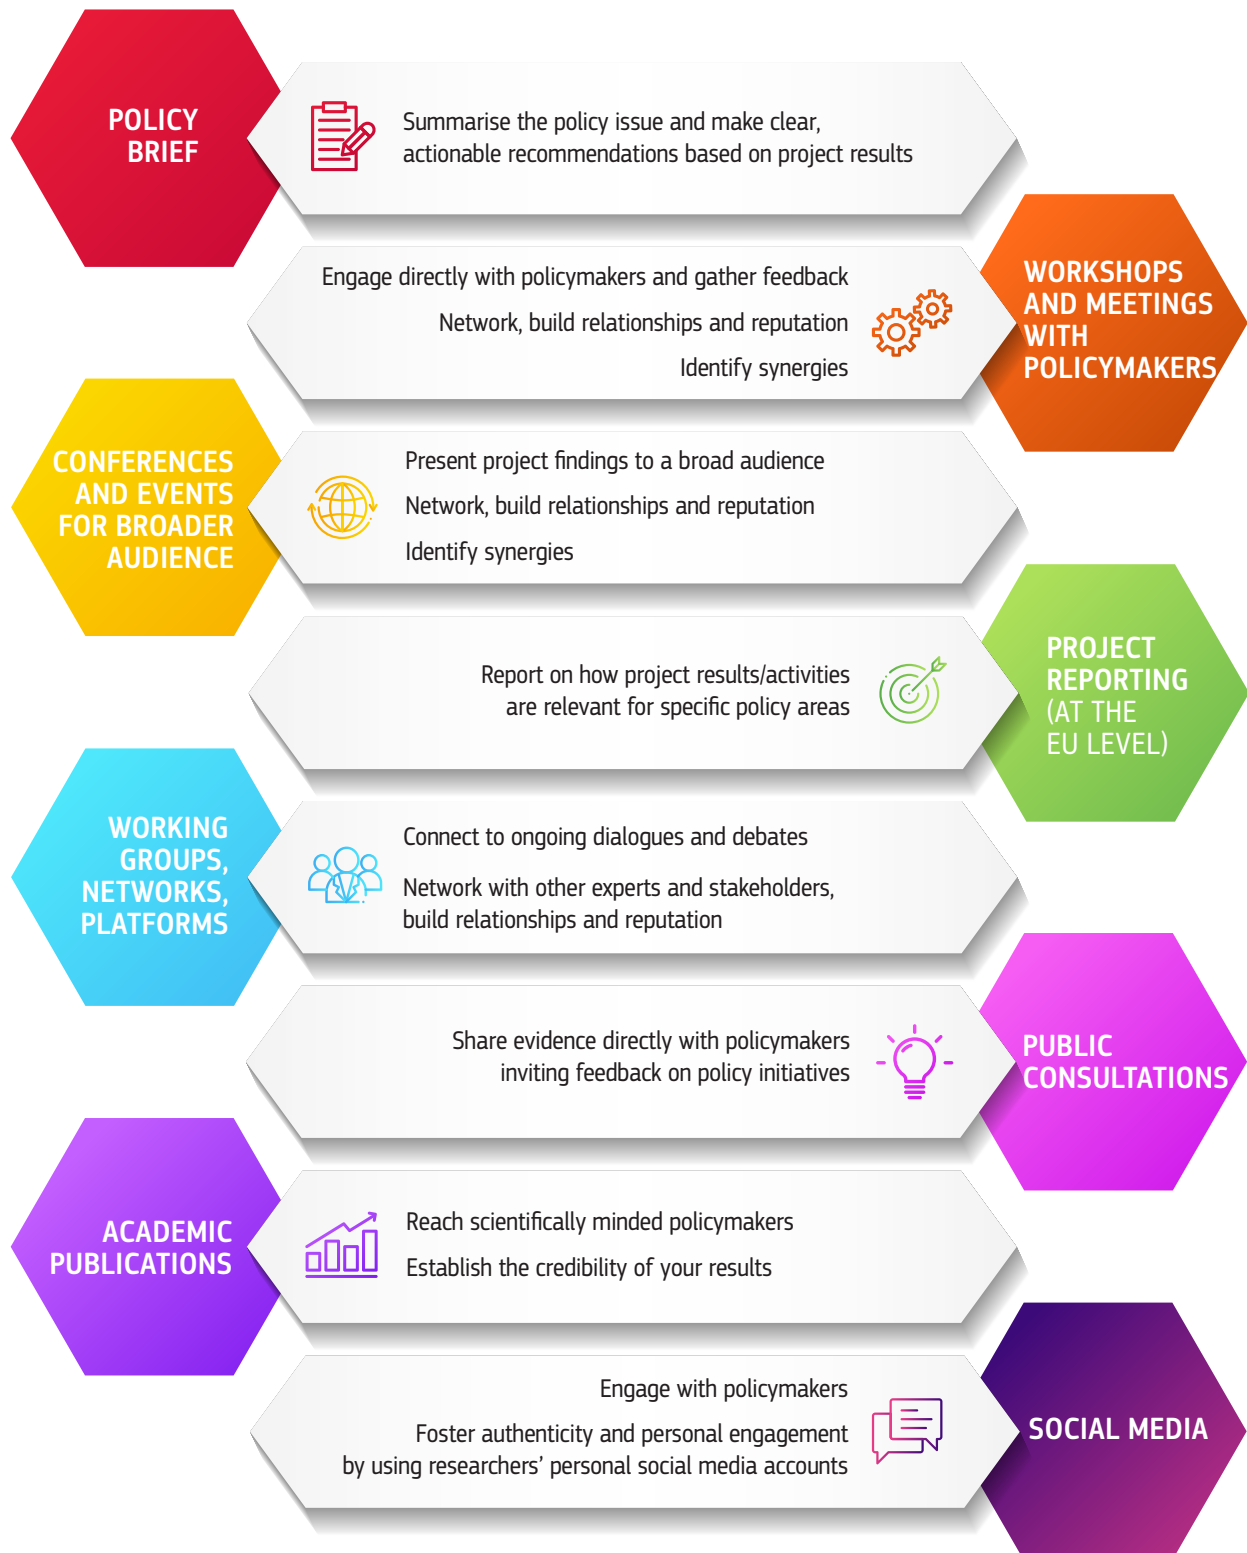 POLICY
BRIEF
Summarise the policy issue and make clear,
actionable recommendations based on project results
WORKSHOPS
AND MEETINGS
WITH
POLICYMAKERS
Engage directly with policymakers and gather feedback
Network, build relationships and reputation
Identify synergies
CONFERENCES
AND EVENTS
FOR BROADER
AUDIENCE
Present project findings to a broad audience
Network, build relationships and reputation
Identify synergies
PROJECT
REPORTING
(AT THE
EU LEVEL)
Report on how project results/activities
are relevant for specific policy areas
WORKING
GROUPS,
NETWORKS,
PLATFORMS
Connect to ongoing dialogues and debates
Network with other experts and stakeholders,
build relationships and reputation
PUBLIC
CONSULTATIONS
Share evidence directly with policymakers
inviting feedback on policy initiatives
ACADEMIC
PUBLICATIONS
Reach scientifically minded policymakers
Establish the credibility of your results
SOCIAL MEDIA
Engage with policymakers
Foster authenticity and personal engagement
by using researchers’ personal social media accounts